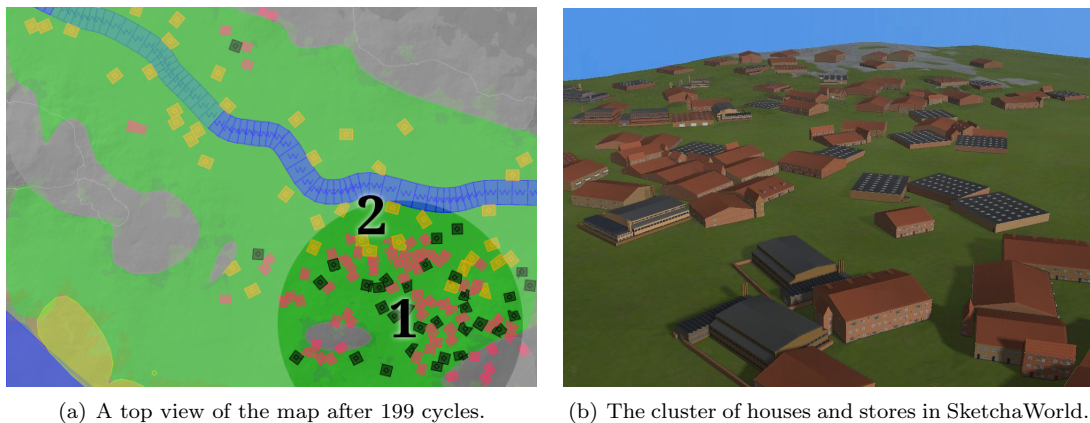 2
1
(a) A top view of the map after 199 cycles.
(b) The cluster of houses and stores in SketchaWorld.